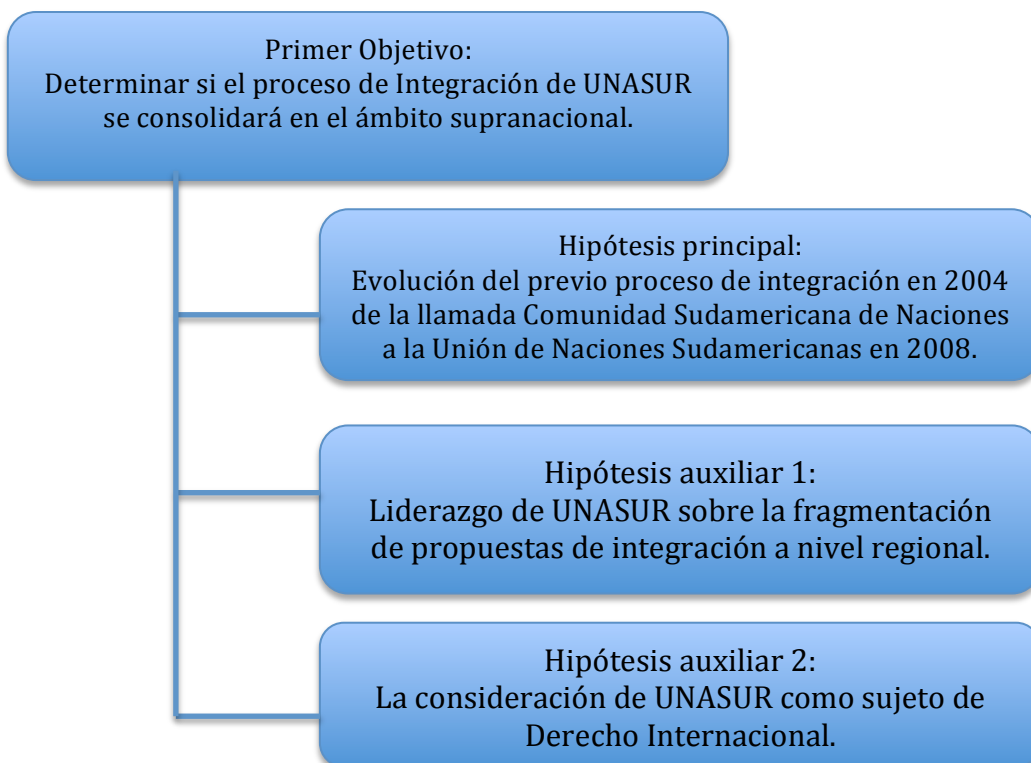 Primer Objetivo:
Determinar si el proceso de Integración de UNASUR
se consolidará en el ámbito supranacional.
Hipótesis principal:
Evolución del previo proceso de integración en 2004
de la llamada Comunidad Sudamericana de Naciones
a la Unión de Naciones Sudamericanas en 2008.
Hipótesis auxiliar 1:
Liderazgo de UNASUR sobre la fragmentación
de propuestas de integración a nivel regional.
Hipótesis auxiliar 2:
La consideración de UNASUR como sujeto de
Derecho Internacional.